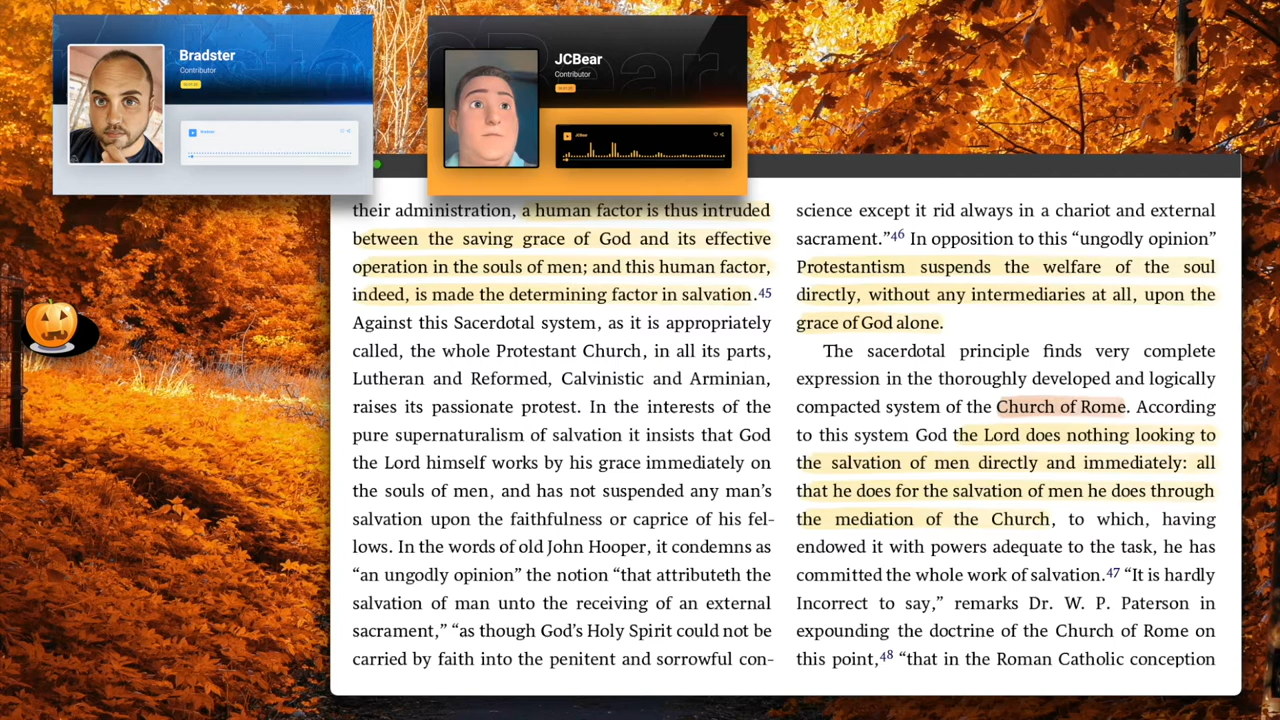 Bradster
Contributor
Bradster
JCBear
Contributor
JCBear
their administration, a human factor is thus intruded
between the saving grace of God and its effective
operation in the souls of men; and this human factor,
indeed, is made the determining factor in salvation.45
Against this Sacerdotal system, as it is appropriately
called, the whole Protestant Church, in all its parts,
Lutheran and Reformed, Calvinistic and Arminian,
raises its passionate protest. In the interests of the
pure supernaturalism of salvation it insists that God
the Lord himself works by his grace immediately on
the souls of men, and has not suspended any man’s
salvation upon the faithfulness or caprice of his fel-
lows. In the words of old John Hooper, it condemns as
“an ungodly opinion” the notion “that attributeth the
salvation of man unto the receiving of an external
sacrament,” “as though God’s Holy Spirit could not be
carried by faith into the penitent and sorrowful con-
science except it rid always in a chariot and external
sacrament.”46 In opposition to this “ungodly opinion”
Protestantism suspends the welfare of the soul
directly, without any intermediaries at all, upon the
grace of God alone.
The sacerdotal principle finds very complete
expression in the thoroughly developed and logically
compacted system of the Church of Rome. According
to this system God the Lord does nothing looking to
the salvation of men directly and immediately: all
that he does for the salvation of men he does through
the mediation of the Church, to which, having
endowed it with powers adequate to the task, he has
committed the whole work of salvation.47 “It is hardly
Incorrect to say,” remarks Dr. W. P. Paterson in
expounding the doctrine of the Church of Rome on
this point,48 “that in the Roman Catholic conception